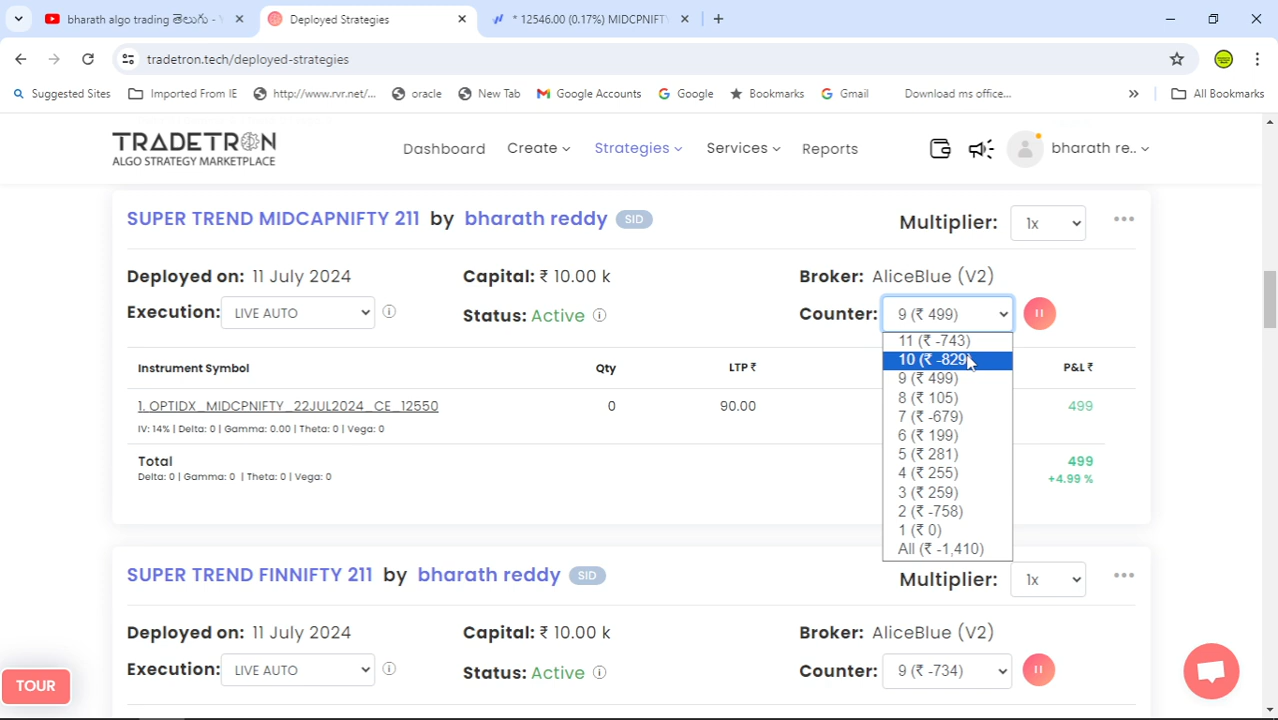 bharath algo trading తెలుగు -
Deployed Strategies
* 12546.00 (0.17%) MIDCPNIFTY
tradetron.tech/deployed-strategies
Suggested Sites
Imported From IE
http://www.rvr.net/...
oracle
New Tab
Google Accounts
Google
Bookmarks
Gmail
Download ms office...
All Bookmarks
TRADETRON
ALGO STRATEGY MARKETPLACE
Dashboard
Create
Strategies
Services
Reports
bharath re..
SUPER TREND MIDCAPNIFTY 211 by bharath reddy SID
Multiplier: 1x
Deployed on: 11 July 2024
Capital: ₹ 10.00 k
Broker: AliceBlue (V2)
Execution: LIVE AUTO
Status: Active
Counter: 9 (₹ 499)
11 (₹ -743)
10 (₹ -829)
9 (₹ 499)
8 (₹ 105)
7 (₹ -679)
6 (₹ 199)
5 (₹ 281)
4 (₹ 255)
3 (₹ 259)
2 (₹ -758)
1 (₹ 0)
All (₹ -1,410)
Instrument Symbol
Qty
LTP ₹
P&L ₹
1. OPTIDX_MIDCPNIFTY_22JUL2024_CE_12550
0
90.00
499
IV: 14% | Delta: 0 | Gamma: 0.00 | Theta: 0 | Vega: 0
Total
499
Delta: 0 | Gamma: 0 | Theta: 0 | Vega: 0
+4.99 %
SUPER TREND FINNIFTY 211 by bharath reddy SID
Multiplier: 1x
Deployed on: 11 July 2024
Capital: ₹ 10.00 k
Broker: AliceBlue (V2)
Execution: LIVE AUTO
Status: Active
Counter: 9 (₹ -734)
TOUR